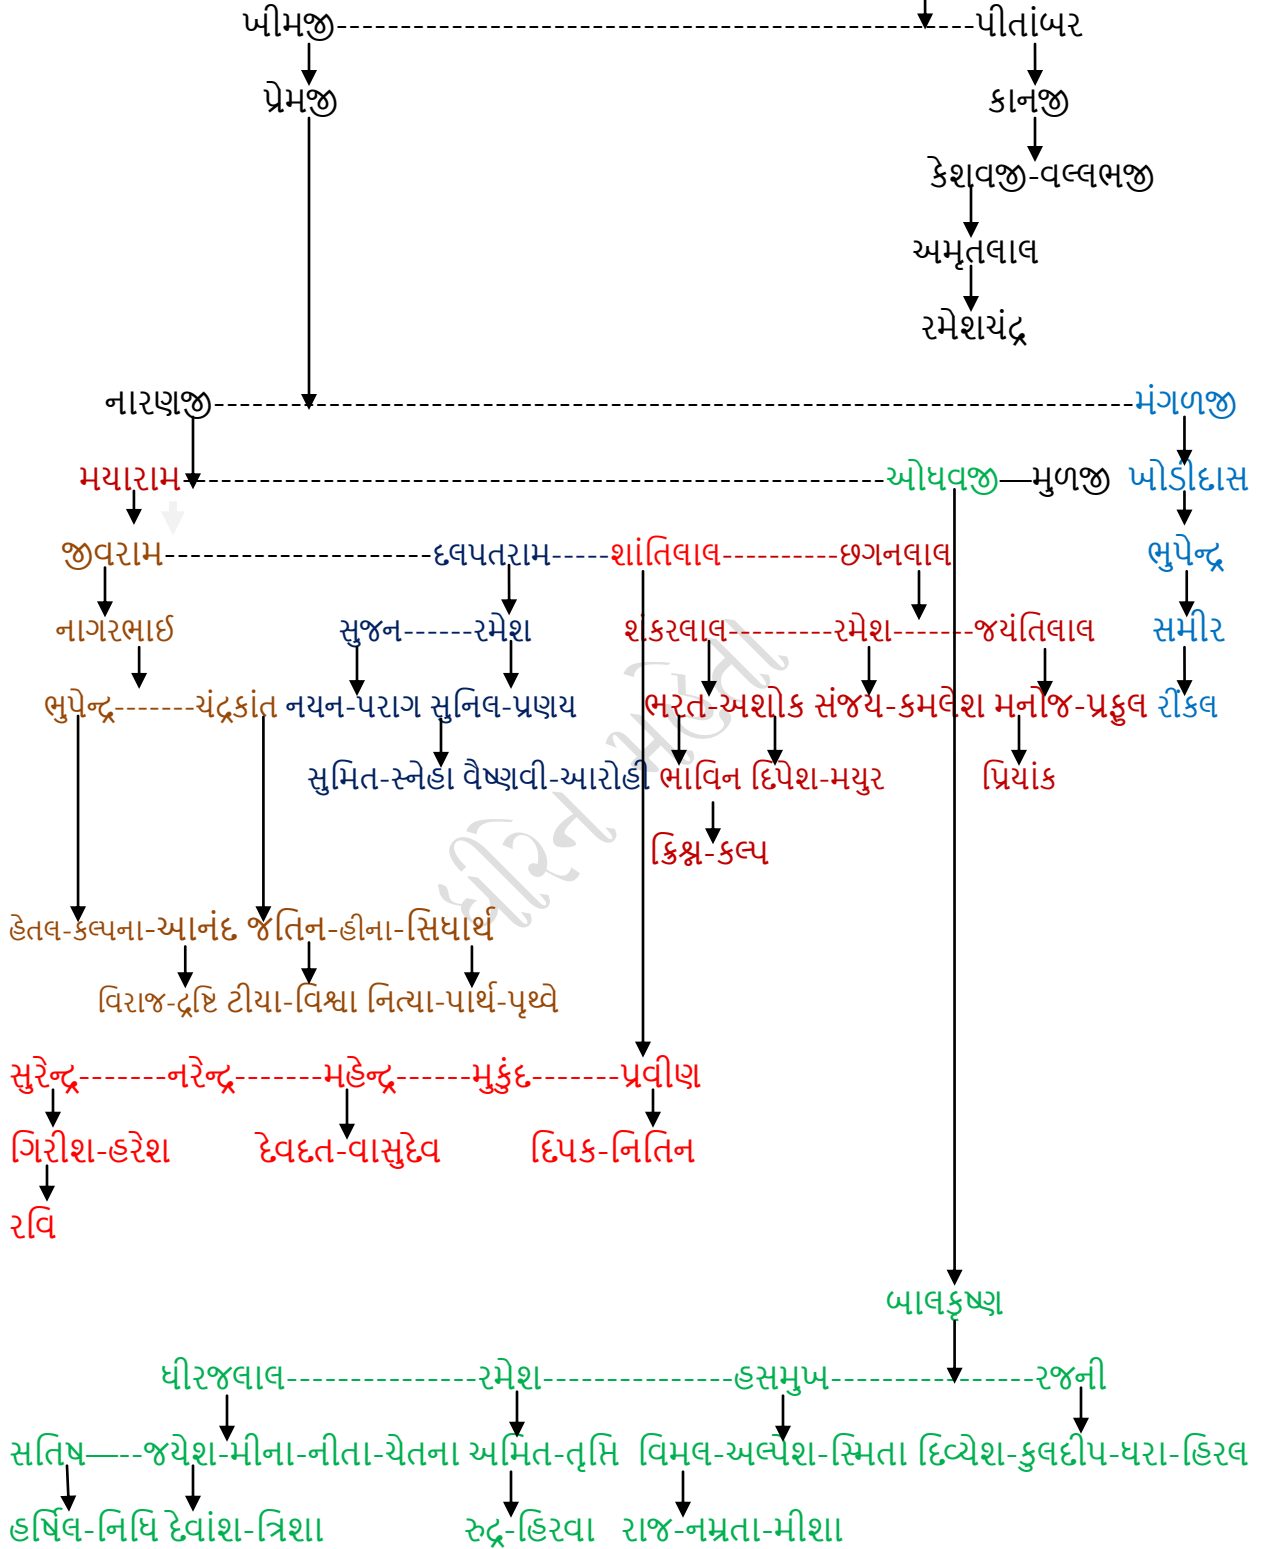 ખીમજી-------------------------------------------------પીતાંબર
પ્રેમજી કાનજી
કેશવજી-વલ્લભજી
અમૃતલાલ
રમેશચંદ્ર
નારણજી----------------------------------------------------------------------મંગળજી
મયારામ------------------------------------------------------ઓધવજી—મુળજી ખોડીદાસ
જીવરામ---------------------દલપતરામ-----શાંતિલાલ---------છગનલાલ ભુપેન્દ્ર
નાગરભાઈ સુજન------રમેશ શંકરલાલ---------રમેશ-------જયંતિલાલ સમીર
ભુપેન્દ્ર-------ચંદ્રકાંત નયન-પરાગ સુનિલ-પ્રણય ભરત-અશોક સંજય-કમલેશ મનોજ-પ્રફુલ રીંકલ
સુમિત-સ્નેહા વૈષ્ણવી-આરોહી ભાવિન દિપેશ-મયુર પ્રિયાંક
ક્રિશ્ન-કલ્પ
ધીરેન મહેતા
હેતલ-કલ્પના-આનંદ જતિન-હીના-સિધાર્થ
વિરાજ-દ્રષ્ટિ ટીયા-વિશ્વા નિત્યા-પાર્થ-પૃથ્વે
સુરેન્દ્ર-------નરેન્દ્ર-------મહેન્દ્ર------મુકુંદ-------પ્રવીણ
ગિરીશ-હરેશ દેવદત-વાસુદેવ દિપક-નિતિન
રવિ
બાલકૃષ્ણ
ધીરજલાલ---------------રમેશ---------------હસમુખ----------------રજની
સતિષ—--જયેશ-મીના-નીતા-ચેતના અમિત-તૃપ્તિ વિમલ-અલ્પેશ-સ્મિતા દિવ્યેશ-કુલદીપ-ધરા-હિરલ
હર્ષિલ-નિધિ દેવાંશ-ત્રિશા રુદ્ર-હિરવા રાજ-નમ્રતા-મીશા